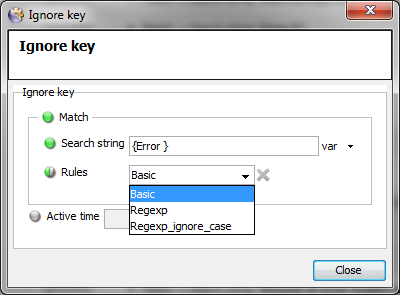 Ignore key
Ignore key
Ignore key
Match
Search string {Error } var
Rules Basic
Basic
Regexp
Regexp_ignore_case
Active time
Close